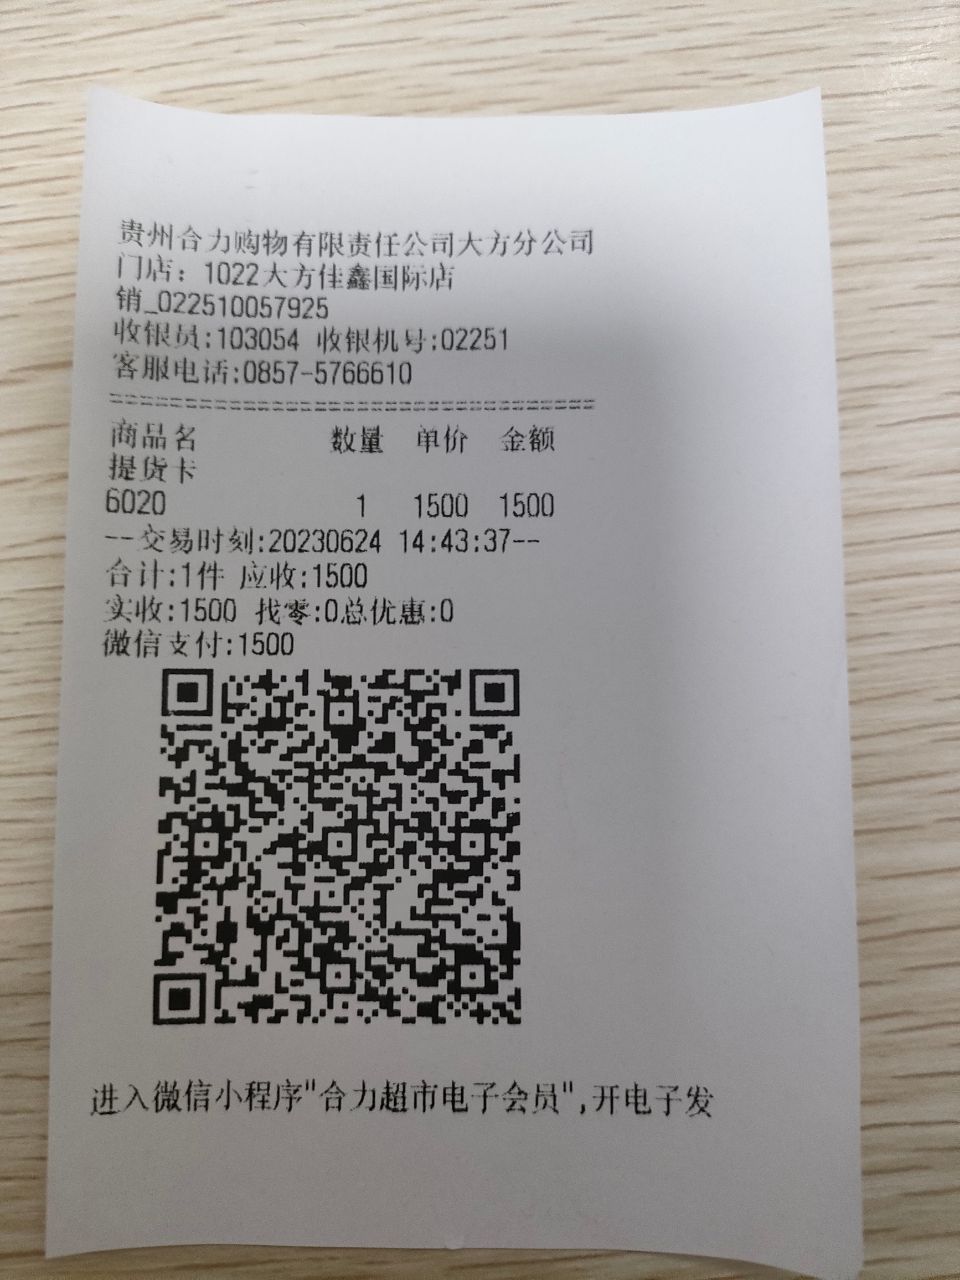 贵州合力购物有限责任公司大方分公司
门店：1022大方佳鑫国际店
销_022510057925
收银员:103054 收银机号:02251
客服电话:0857-5766610
==========================================
商品名 数量 单价 金额
提货卡
6020 1 1500 1500
--交易时刻:20230624 14:43:37--
合计:1件 应收:1500
实收:1500 找零:0总优惠:0
微信支付:1500
进入微信小程序"合力超市电子会员",开电子发